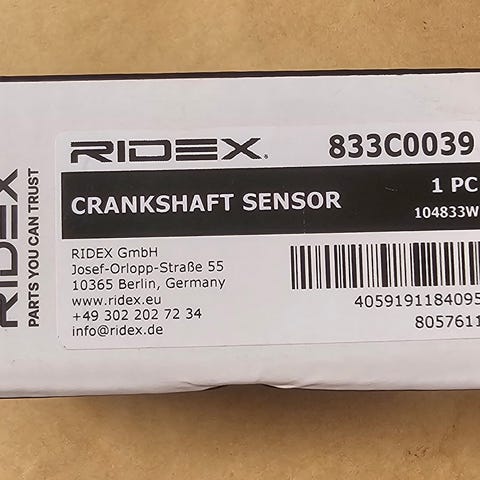 RIDEX
PARTS YOU CAN TRUST
RIDEX®
833C0039
CRANKSHAFT SENSOR
1 PC
104833W
RIDEX GmbH
Josef-Orlopp-Straße 55
10365 Berlin, Germany
www.ridex.eu
+49 302 202 72 34
info@ridex.de
4059191184095
8057611